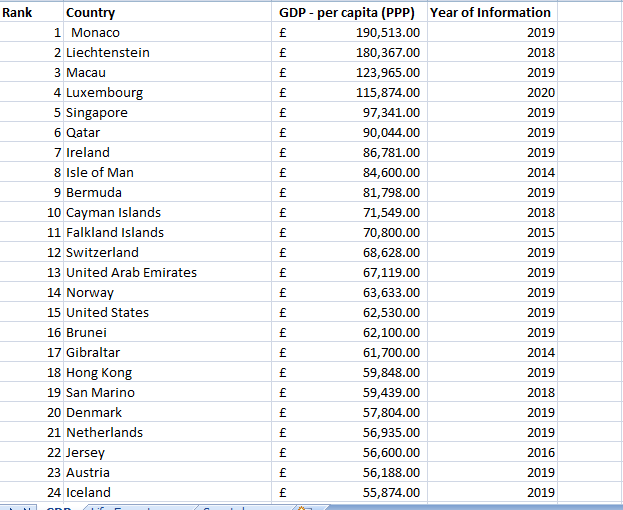 Rank Country GDP - per capita (PPP) Year of Information
1 Monaco £ 190,513.00 2019
2 Liechtenstein £ 180,367.00 2018
3 Macau £ 123,965.00 2019
4 Luxembourg £ 115,874.00 2020
5 Singapore £ 97,341.00 2019
6 Qatar £ 90,044.00 2019
7 Ireland £ 86,781.00 2019
8 Isle of Man £ 84,600.00 2014
9 Bermuda £ 81,798.00 2019
10 Cayman Islands £ 71,549.00 2018
11 Falkland Islands £ 70,800.00 2015
12 Switzerland £ 68,628.00 2019
13 United Arab Emirates £ 67,119.00 2019
14 Norway £ 63,633.00 2019
15 United States £ 62,530.00 2019
16 Brunei £ 62,100.00 2019
17 Gibraltar £ 61,700.00 2014
18 Hong Kong £ 59,848.00 2019
19 San Marino £ 59,439.00 2018
20 Denmark £ 57,804.00 2019
21 Netherlands £ 56,935.00 2019
22 Jersey £ 56,600.00 2016
23 Austria £ 56,188.00 2019
24 Iceland £ 55,874.00 2019